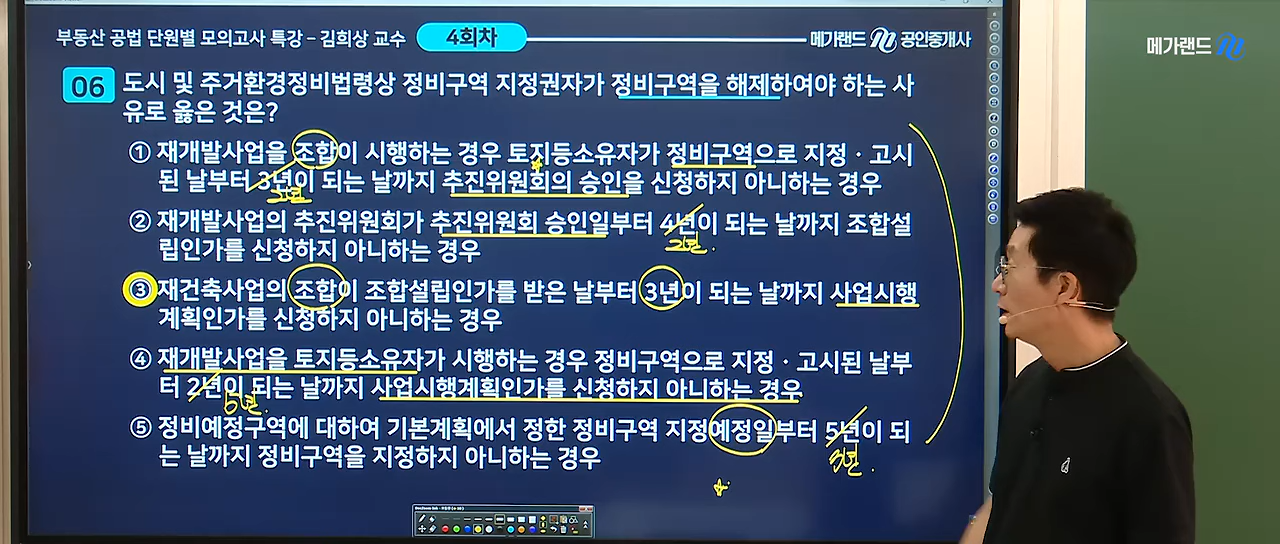 부동산 공법 단원별 모의고사 특강 – 김희상 교수
4회차
메가랜드 공인중개사
메가랜드
06 도시 및 주거환경정비법령상 정비구역 지정권자가 정비구역을 해제하여야 하는 사
유로 옳은 것은?
① 재개발사업을 조합이 시행하는 경우 토지등소유자가 정비구역으로 지정 · 고시
된 날부터 3년이 되는 날까지 추진위원회의 승인을 신청하지 아니하는 경우
2년
② 재개발사업의 추진위원회가 추진위원회 승인일부터 4년이 되는 날까지 조합설
2년.
립인가를 신청하지 아니하는 경우
③ 재건축사업의 조합이 조합설립인가를 받은 날부터 3년이 되는 날까지 사업시행
계획인가를 신청하지 아니하는 경우
④ 재개발사업을 토지등소유자가 시행하는 경우 정비구역으로 지정 · 고시된 날부
터 2년이 되는 날까지 사업시행계획인가를 신청하지 아니하는 경우
5년.
⑤ 정비예정구역에 대하여 기본계획에서 정한 정비구역 지정예정일부터 5년이 되
3년.
는 날까지 정비구역을 지정하지 아니하는 경우